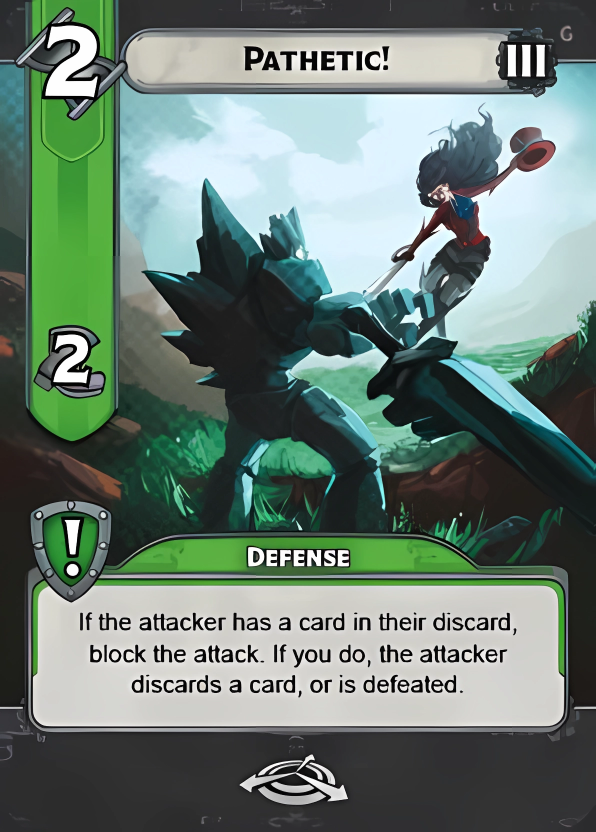 2
PATHETIC!
III
G
2
!
DEFENSE
If the attacker has a card in their discard,
block the attack. If you do, the attacker
discards a card, or is defeated.